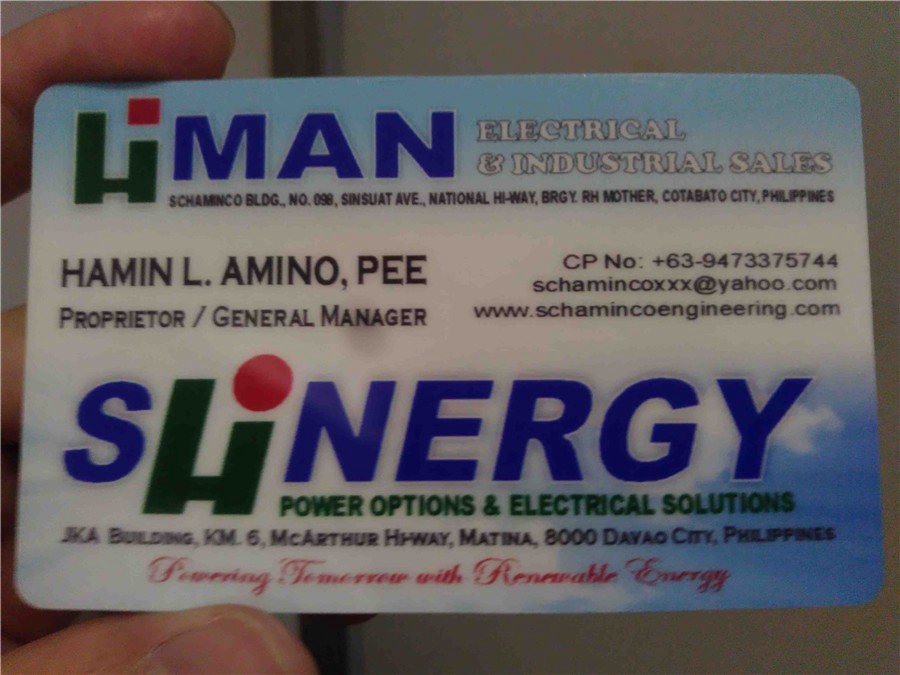 HiMAN ELECTRICAL
& INDUSTRIAL SALES
SCHAMINCO BLDG., NO. 098, SINSUAT AVE., NATIONAL HI-WAY, BRGY. RH MOTHER, COTABATO CITY, PHILIPPINES
HAMIN L. AMINO, PEE
PROPRIETOR / GENERAL MANAGER
CP No: +63-9473375744
schamincoxxx@yahoo.com
www.schamincoengineering.com
SHiNERGY
POWER OPTIONS & ELECTRICAL SOLUTIONS
JKA BUILDING, KM. 6, MCARTHUR HI-WAY, MATINA, 8000 DAVAO CITY, PHILIPPINES
Powering Tomorrow with Renewable Energy